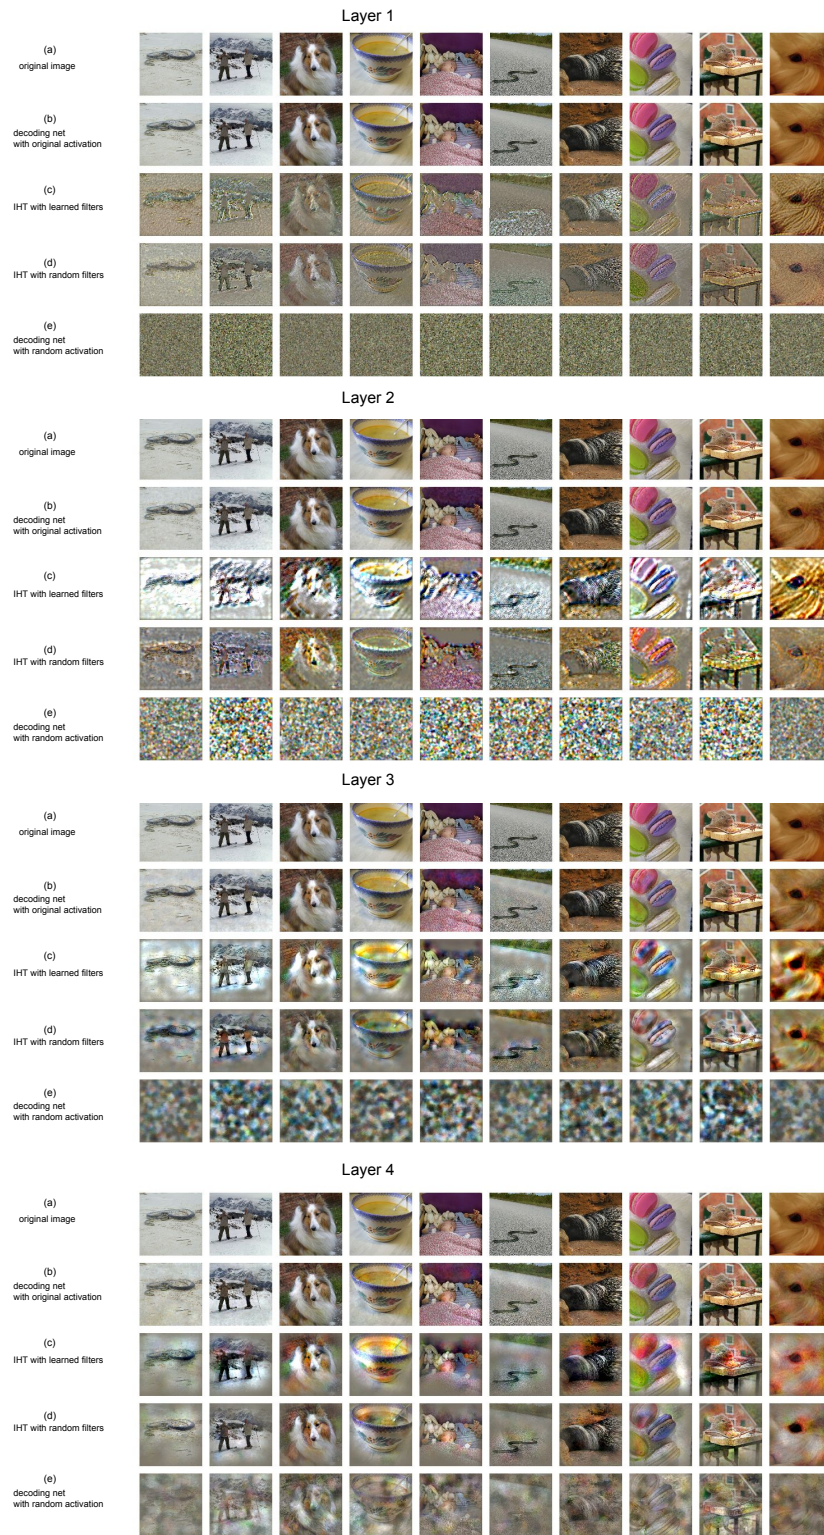 Layer 1
(a)
original image
(b)
decoding net
with original activation
(c)
IHT with learned filters
(d)
IHT with random filters
(e)
decoding net
with random activation
Layer 2
(a)
original image
(b)
decoding net
with original activation
(c)
IHT with learned filters
(d)
IHT with random filters
(e)
decoding net
with random activation
Layer 3
(a)
original image
(b)
decoding net
with original activation
(c)
IHT with learned filters
(d)
IHT with random filters
(e)
decoding net
with random activation
Layer 4
(a)
original image
(b)
decoding net
with original activation
(c)
IHT with learned filters
(d)
IHT with random filters
(e)
decoding net
with random activation